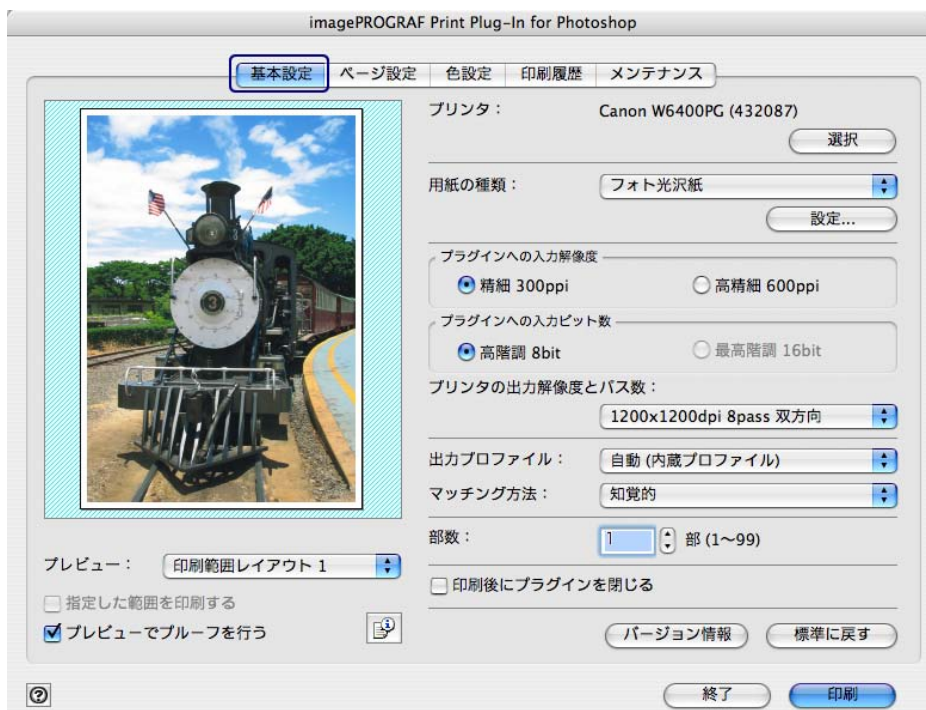 imagePROGRAF Print Plug-In for Photoshop
基本設定 ページ設定 色設定 印刷履歴 メンテナンス
プリンタ： Canon W6400PG (432087)
選択
用紙の種類： フォト光沢紙
設定...
プラグインへの入力解像度
精細 300ppi 高精細 600ppi
プラグインへの入力ビット数
高階調 8bit 最高階調 16bit
プリンタの出力解像度とパス数：
1200x1200dpi 8pass 双方向
出力プロファイル： 自動 (内蔵プロファイル)
マッチング方法： 知覚的
部数： 1 部 (1〜99)
印刷後にプラグインを閉じる
バージョン情報 標準に戻す
3
プレビュー： 印刷範囲レイアウト 1
指定した範囲を印刷する
プレビューでプルーフを行う
? 終了 印刷